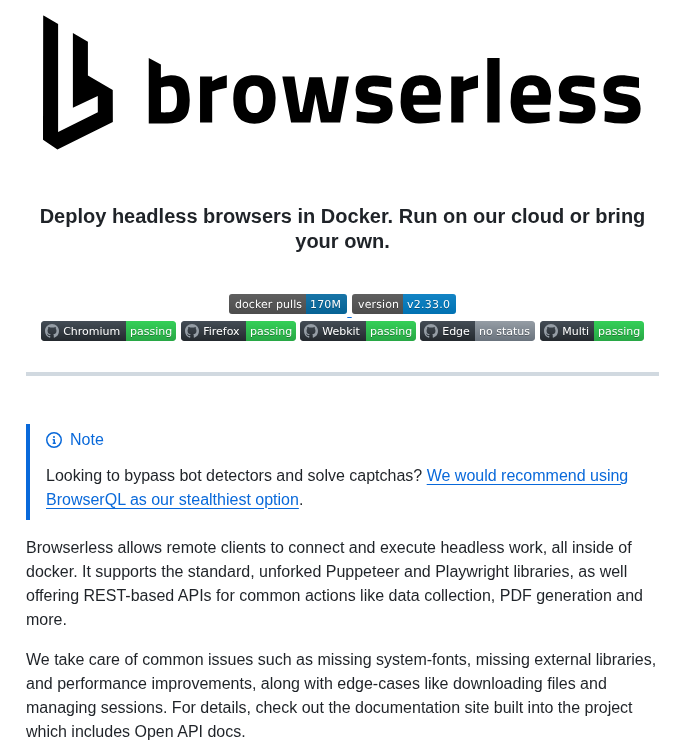 browserless
Deploy headless browsers in Docker. Run on our cloud or bring
your own.
docker pulls 170M version v2.33.0
Chromium passing Firefox passing Webkit passing Edge no status Multi passing
Note
Looking to bypass bot detectors and solve captchas? We would recommend using
BrowserQL as our stealthiest option.
Browserless allows remote clients to connect and execute headless work, all inside of
docker. It supports the standard, unforked Puppeteer and Playwright libraries, as well
offering REST-based APIs for common actions like data collection, PDF generation and
more.
We take care of common issues such as missing system-fonts, missing external libraries,
and performance improvements, along with edge-cases like downloading files and
managing sessions. For details, check out the documentation site built into the project
which includes Open API docs.